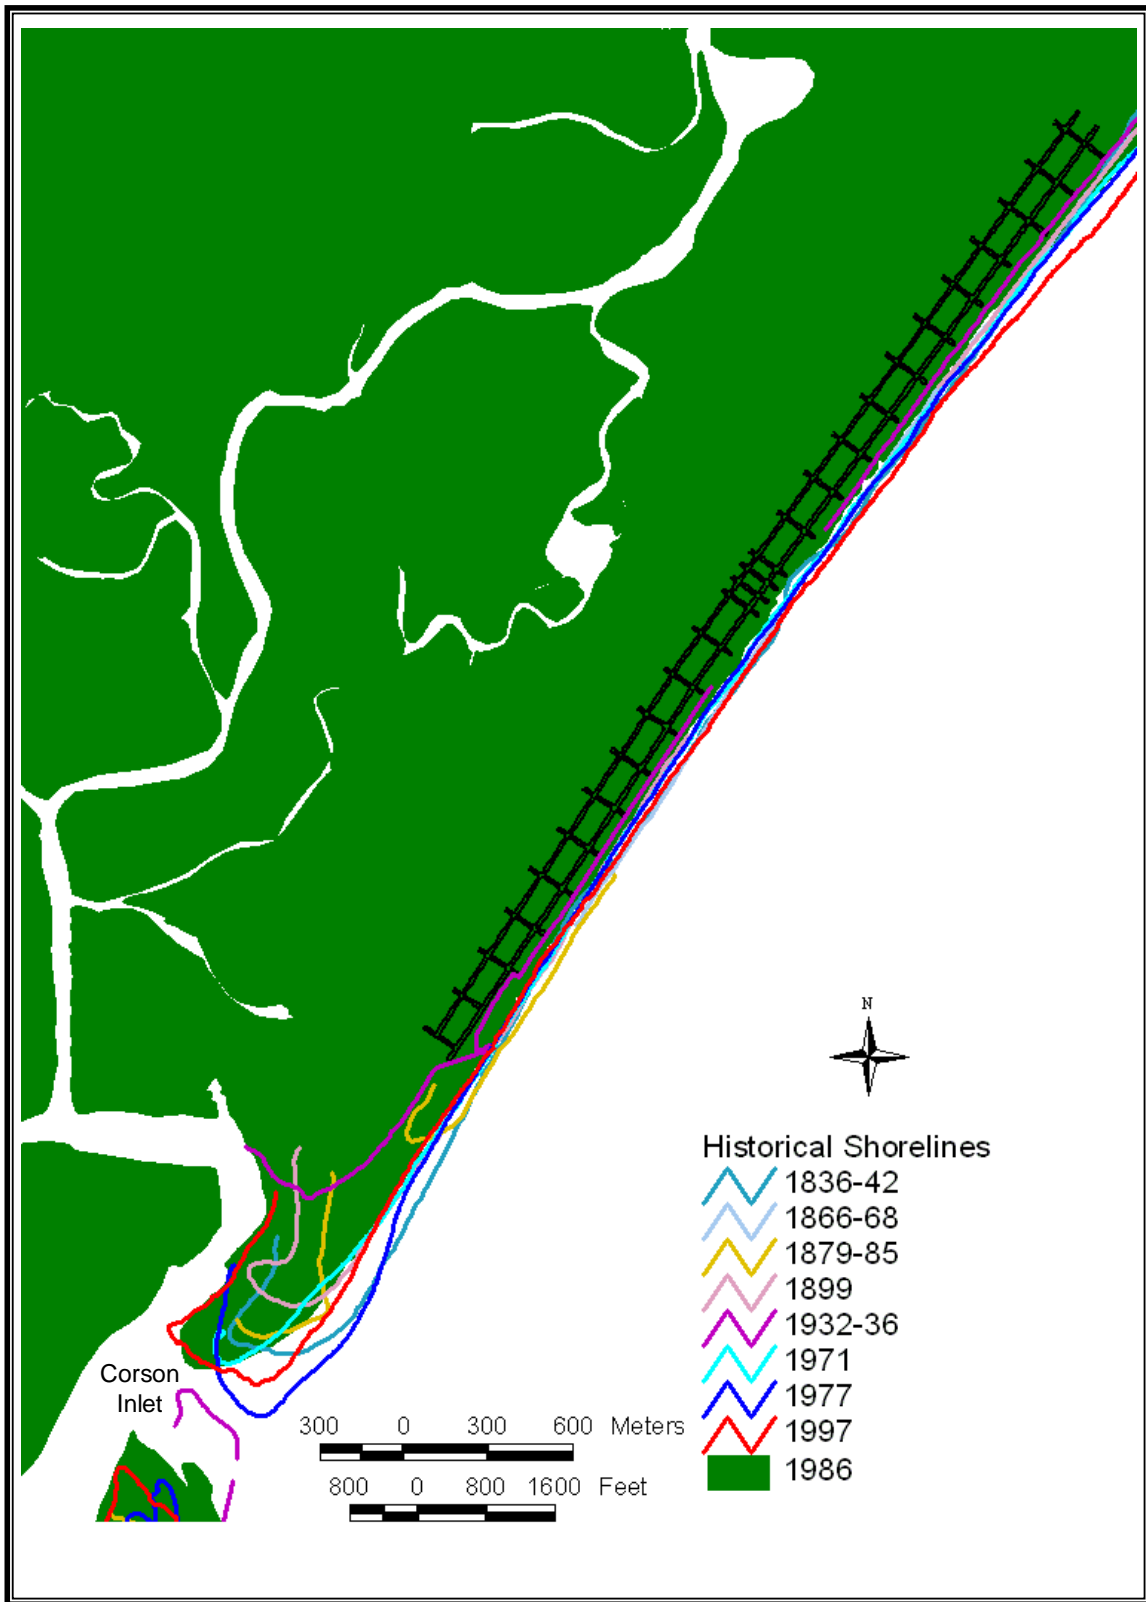 N
Historical Shorelines
1836-42
1866-68
1879-85
1899
1932-36
1971
1977
1997
1986
Corson
Inlet
300 0 300 600 Meters
800 0 800 1600 Feet